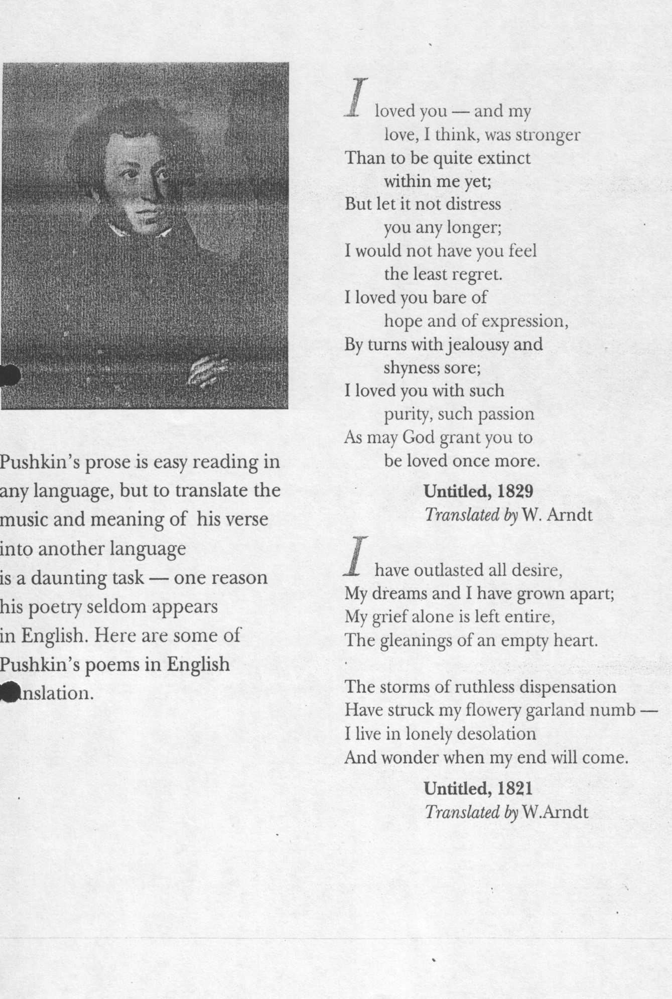 Pushkin's prose is easy reading in
any language, but to translate the
music and meaning of his verse
into another language
is a daunting task — one reason
his poetry seldom appears
in English. Here are some of
Pushkin's poems in English
anslation.
I loved you — and my
love, I think, was stronger
Than to be quite extinct
within me yet;
But let it not distress
you any longer;
I would not have you feel
the least regret.
I loved you bare of
hope and of expression,
By turns with jealousy and
shyness sore;
I loved you with such
purity, such passion
As may God grant you to
be loved once more.
Untitled, 1829
Translated by W. Arndt
I have outlasted all desire,
My dreams and I have grown apart;
My grief alone is left entire,
The gleanings of an empty heart.
The storms of ruthless dispensation
Have struck my flowery garland numb —
I live in lonely desolation
And wonder when my end will come.
Untitled, 1821
Translated by W.Arndt